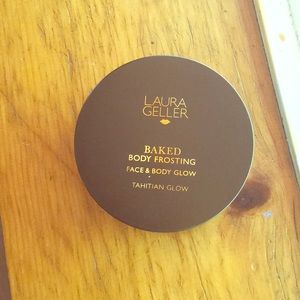 LAURA
GELLER
BAKED
BODY FROSTING
FACE & BODY GLOW
TAHITIAN GLOW